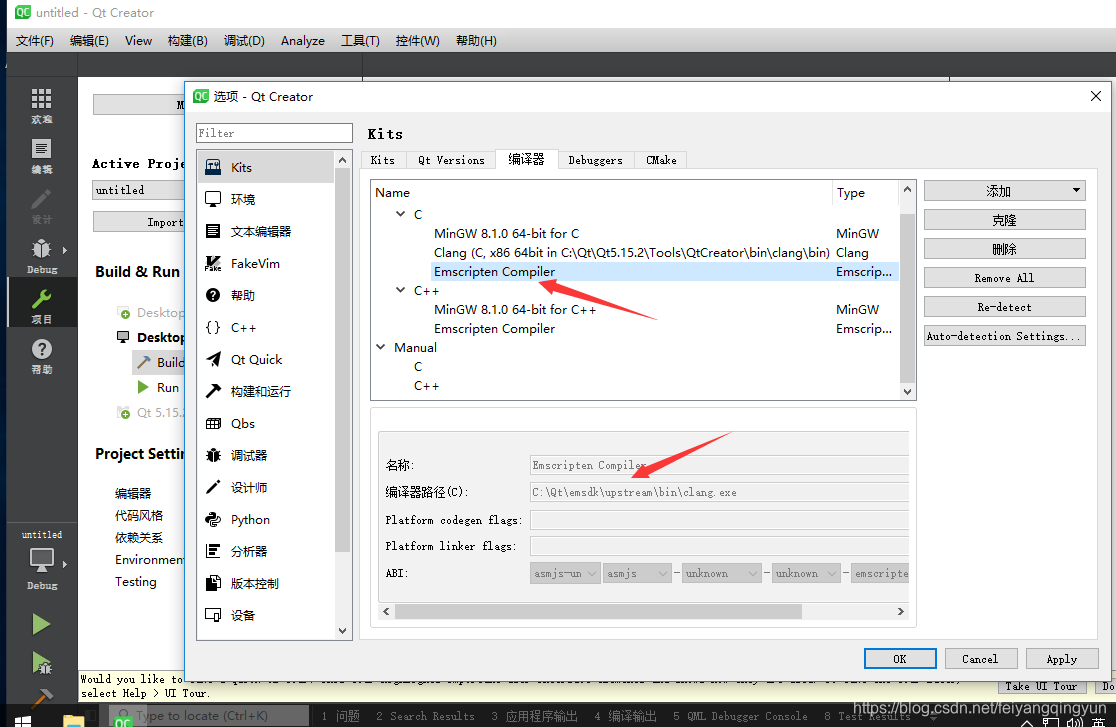 QC untitled - Qt Creator
文件(F) 编辑(E) View 构建(B) 调试(D) Analyze 工具(T) 控件(W) 帮助(H)
欢迎
编辑
设计
Debug
项目
帮助
untitled
Debug
M
Active Proje
untitled
Import
Build & Run
Desktop
Desktop
Build
Run
Qt 5.15.2
Project Settin
编辑器
代码风格
依赖关系
Environment
Testing
QC 选项 - Qt Creator
Filter
Kits
环境
文本编辑器
FakeVim
帮助
{} C++
Qt Quick
构建和运行
Qbs
调试器
设计师
Python
分析器
版本控制
设备
Kits
Kits Qt Versions 编译器 Debuggers CMake
Name Type
C
MinGW 8.1.0 64-bit for C MinGW
Clang (C, x86 64bit in C:\Qt\Qt5.15.2\Tools\QtCreator\bin\clang\bin) Clang
Emscripten Compiler Emscrip...
C++
MinGW 8.1.0 64-bit for C++ MinGW
Emscripten Compiler Emscrip...
Manual
C
C++
添加
克隆
删除
Remove All
Re-detect
Auto-detection Settings...
名称: Emscripten Compiler
编译器路径(C): C:\Qt\emsdk\upstream\bin\clang.exe
Platform codegen flags:
Platform linker flags:
ABI: asmjs-un asmjs - unknown - unknown - emscripte
OK Cancel Apply
Would you like to
select Help > UI Tour.
Take UI Tour Do
QC Type to locate (Ctrl+K) 1 问题 2 Search Results 3 应用程序输出 4 编译输出 5 QML Debugger Console 8 Test Results
英
https://blog.csdn.net/feiyangqingyun